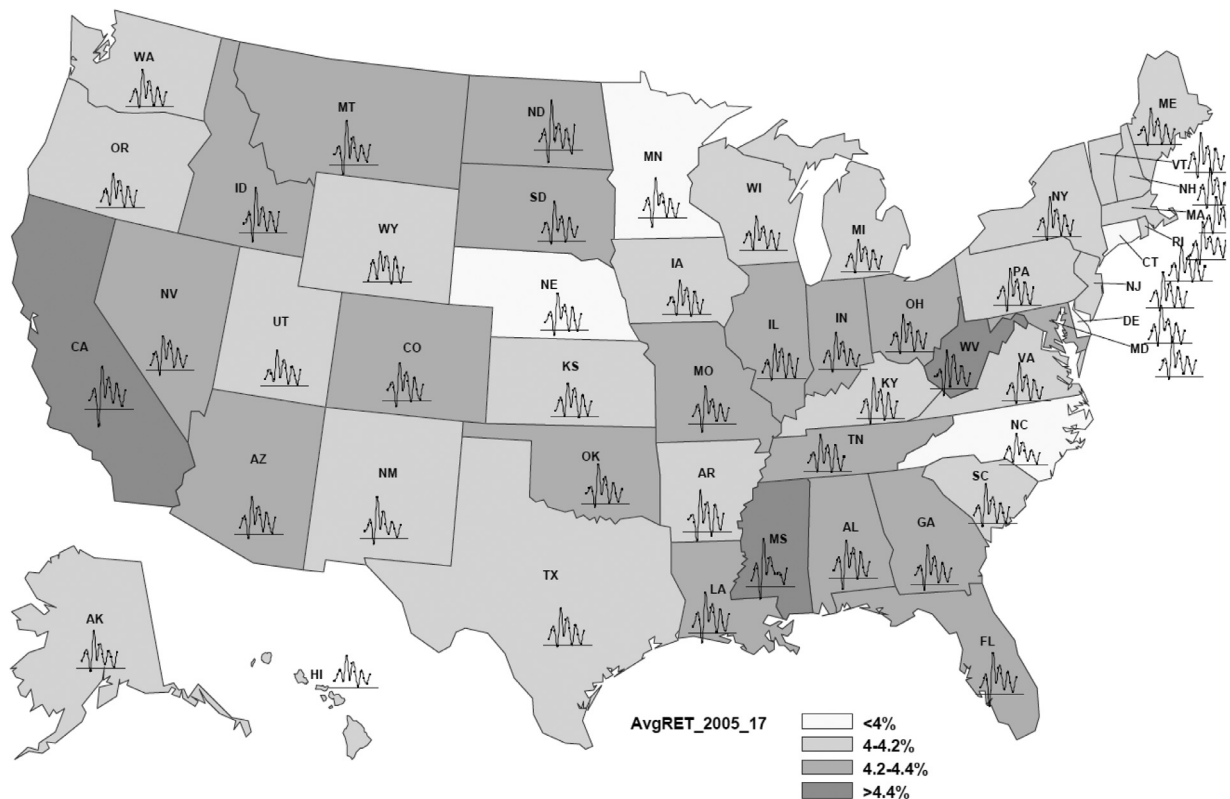 WA
MT
ND
ME
OR
MN
VT
ID
SD
WI
NY
NH
WY
MI
MA
RI
IA
CT
NE
PA
NV
OH
NJ
UT
IL
IN
DE
CA
CO
WV
MD
KS
MO
VA
KY
NC
TN
AZ
OK
NM
AR
SC
MS
AL
GA
TX
LA
AK
FL
HI
AvgRET_2005_17
<4%
4-4.2%
4.2-4.4%
>4.4%